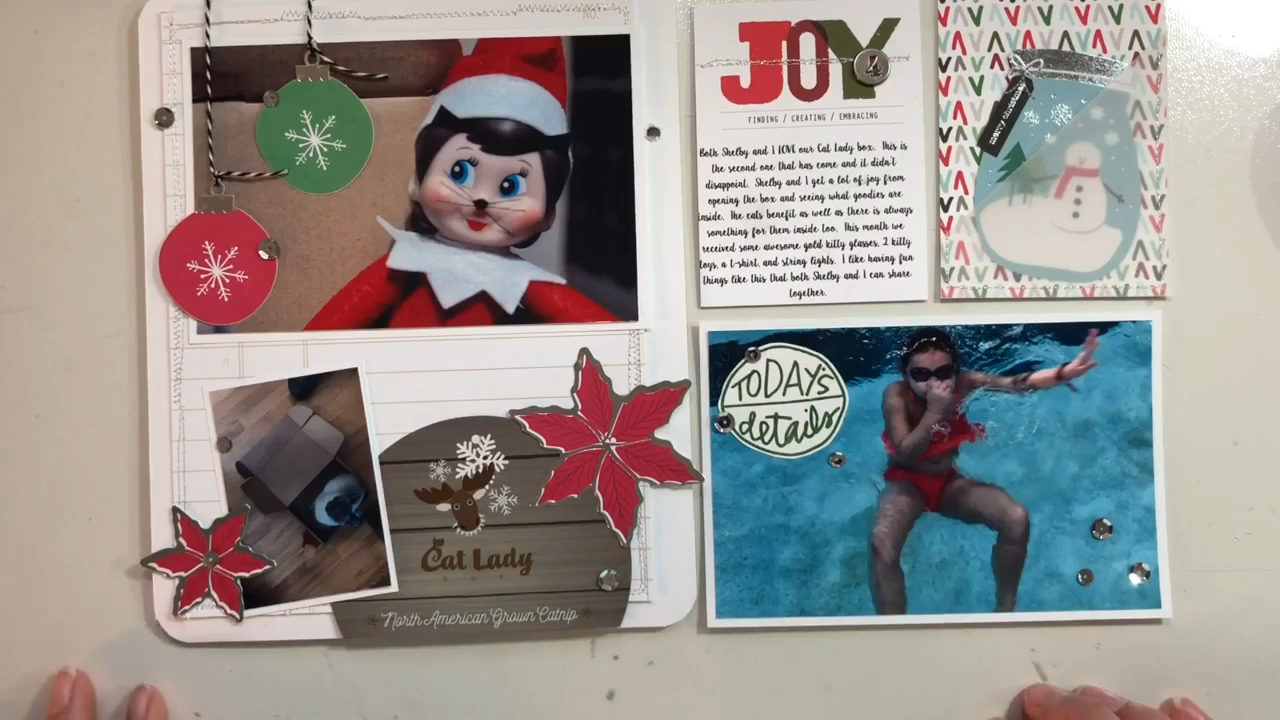 NO
JOY
4
FINDING / CREATING / EMBRACING
Both Shelby and I LOVE our Cat Lady box. This is
the second one that has come and it didn't
disappoint. Shelby and I get a lot of joy from
opening the box and seeing what goodies are
inside. The cats benefit as well as there is always
something for them inside too. This month we
received some awesome gold kitty glasses, 2 kitty
toys, a t-shirt, and string lights. I like having fun
things like this that both Shelby and I can share
together.
merry christmas
TODAY'S
details
Cat Lady
BOX
North American Grown Catnip